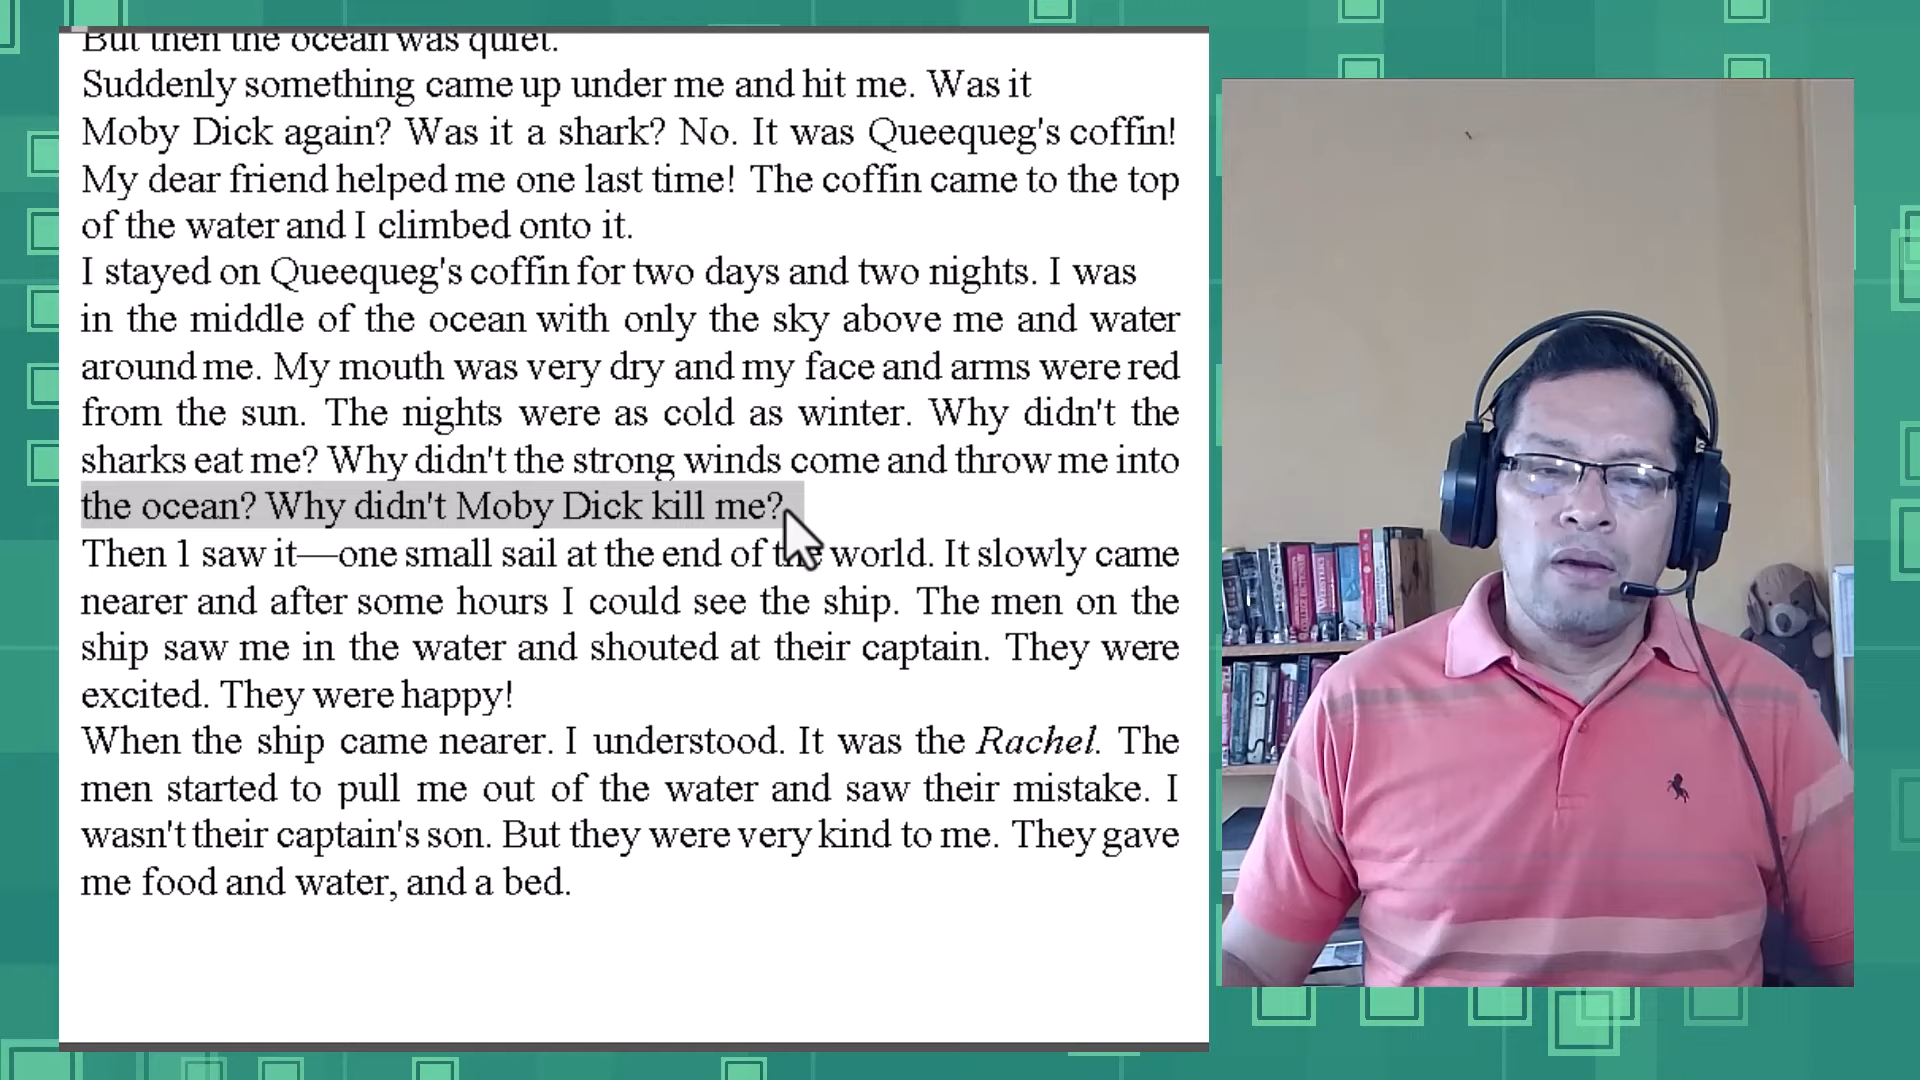 But then the ocean was quiet.
Suddenly something came up under me and hit me. Was it
Moby Dick again? Was it a shark? No. It was Queequeg's coffin!
My dear friend helped me one last time! The coffin came to the top
of the water and I climbed onto it.
I stayed on Queequeg's coffin for two days and two nights. I was
in the middle of the ocean with only the sky above me and water
around me. My mouth was very dry and my face and arms were red
from the sun. The nights were as cold as winter. Why didn't the
sharks eat me? Why didn't the strong winds come and throw me into
the ocean? Why didn't Moby Dick kill me?
Then 1 saw it—one small sail at the end of the world. It slowly came
nearer and after some hours I could see the ship. The men on the
ship saw me in the water and shouted at their captain. They were
excited. They were happy!
When the ship came nearer. I understood. It was the Rachel. The
men started to pull me out of the water and saw their mistake. I
wasn't their captain's son. But they were very kind to me. They gave
me food and water, and a bed.